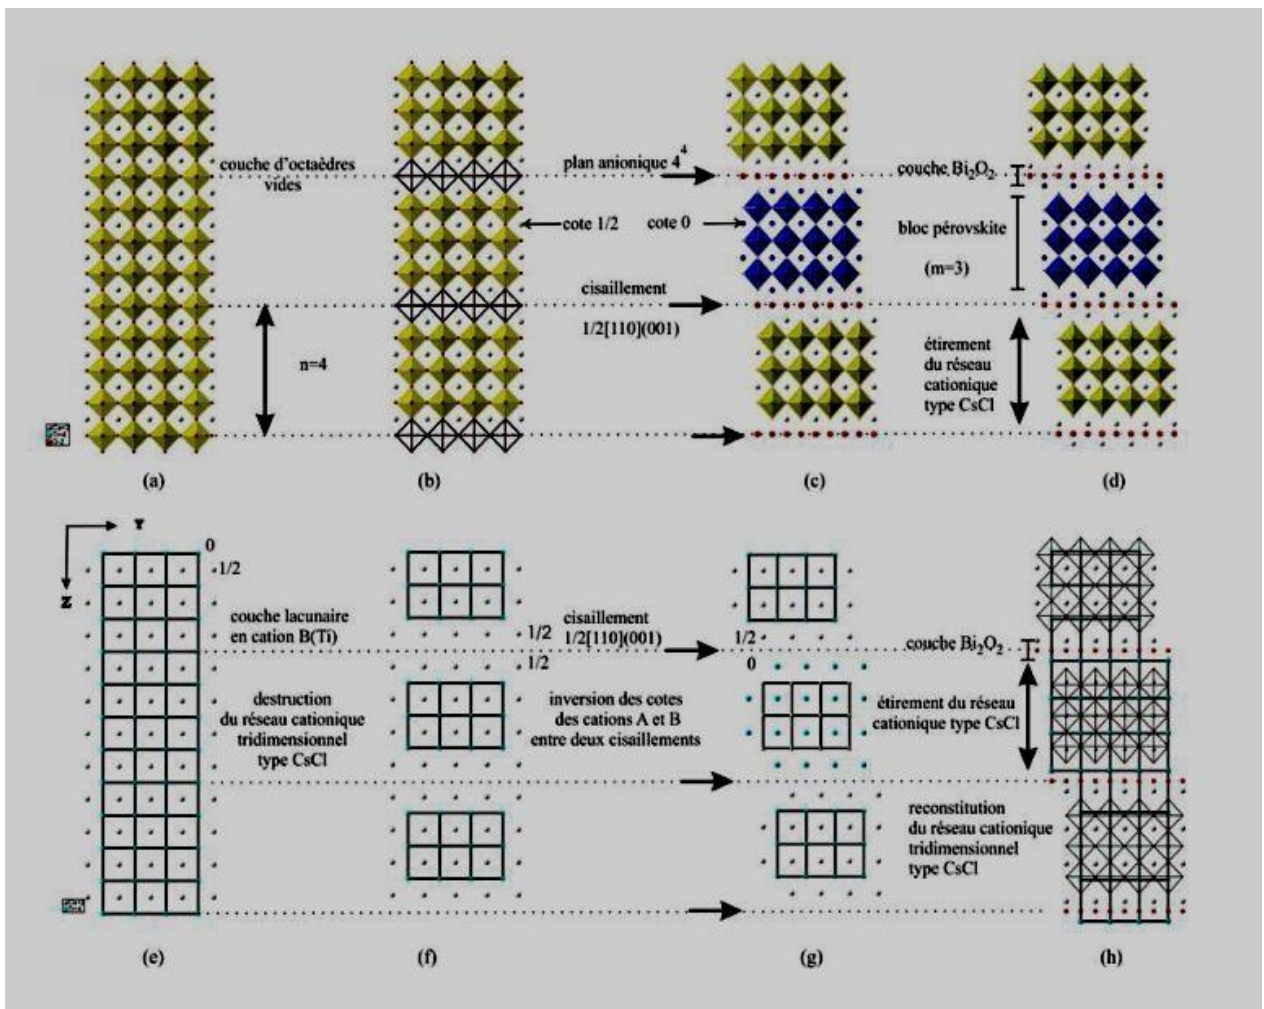 couche d'octaèdres
vides
plan anionique 4⁴
couche Bi₂O₂
cote 1/2
cote 0
bloc pérovskite
(m=3)
cisaillement
1/2[110](001)
n=4
étirement
du réseau
cationique
type CsCl
(a)
(b)
(c)
(d)
Y
Z
0
1/2
couche lacunaire
en cation B(Ti)
1/2
1/2
cisaillement
1/2[110](001)
1/2
0
couche Bi₂O₂
destruction
du réseau cationique
tridimensionnel
type CsCl
inversion des cotes
des cations A et B
entre deux cisaillements
étirement du réseau
cationique type CsCl
reconstitution
du réseau cationique
tridimensionnel
type CsCl
(e)
(f)
(g)
(h)